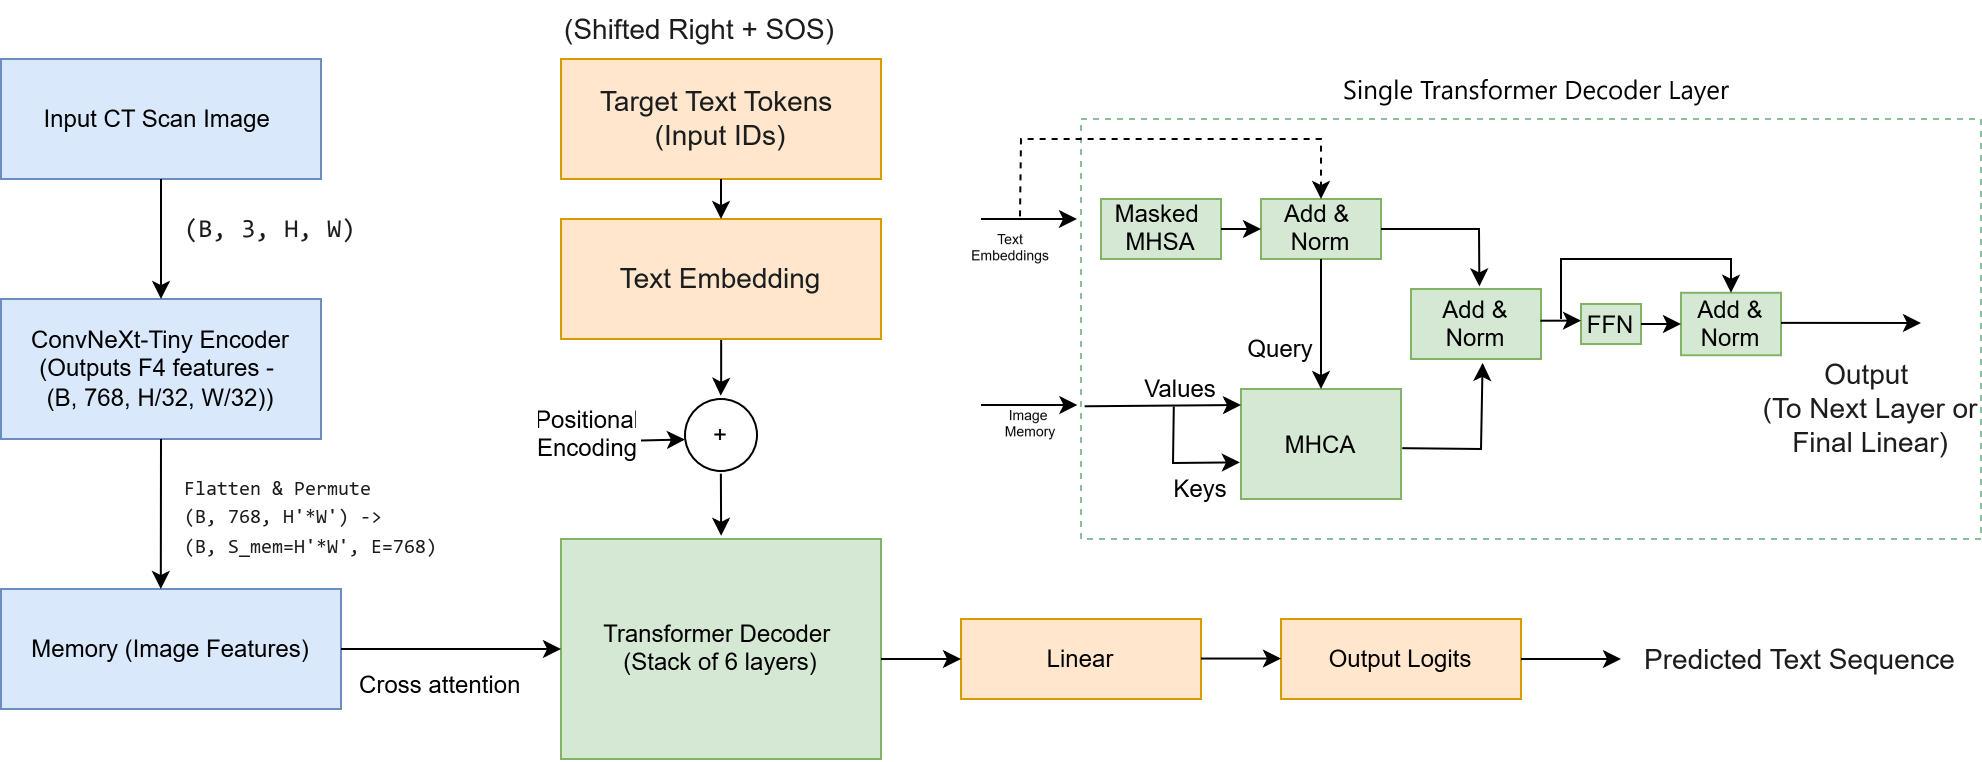 (Shifted Right + SOS)
Input CT Scan Image
(B, 3, H, W)
ConvNeXt-Tiny Encoder
(Outputs F4 features -
(B, 768, H/32, W/32))
Flatten & Permute
(B, 768, H'*W') ->
(B, S_mem=H'*W', E=768)
Memory (Image Features)
Cross attention
Target Text Tokens
(Input IDs)
Text Embedding
Positional
Encoding
+
Transformer Decoder
(Stack of 6 layers)
Linear
Output Logits
Predicted Text Sequence
Single Transformer Decoder Layer
Text
Embeddings
Masked
MHSA
Add &
Norm
Query
Values
Image
Memory
Keys
MHCA
Add &
Norm
FFN
Add &
Norm
Output
(To Next Layer or
Final Linear)